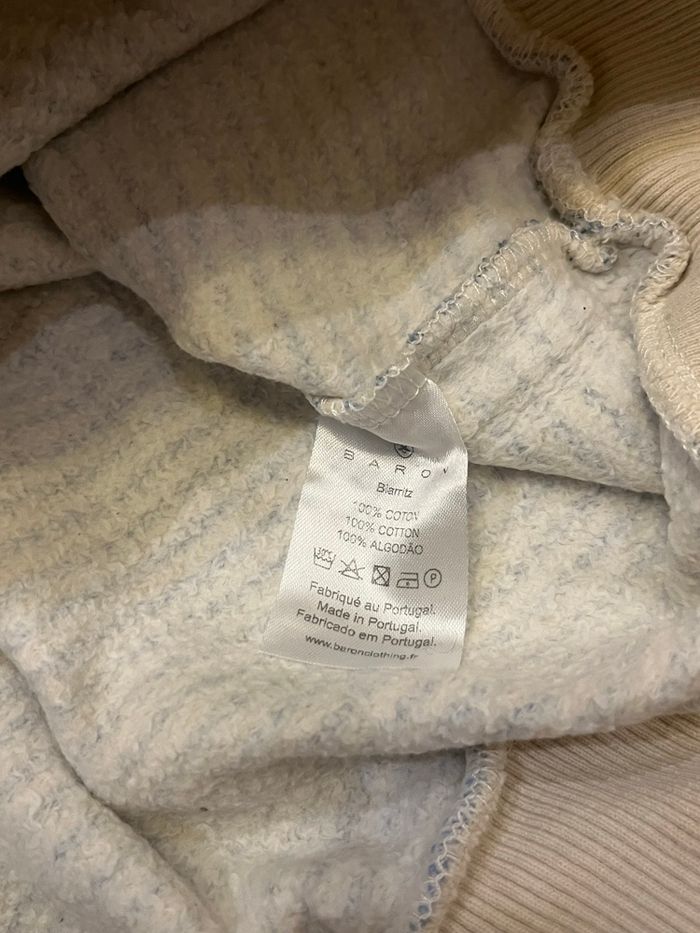 BARON
Biarritz
100% COTON
100% COTTON
100% ALGODÃO
30°C
P
Fabriqué au Portugal.
Made in Portugal.
Fabricado em Portugal.
www.baronclothing.fr